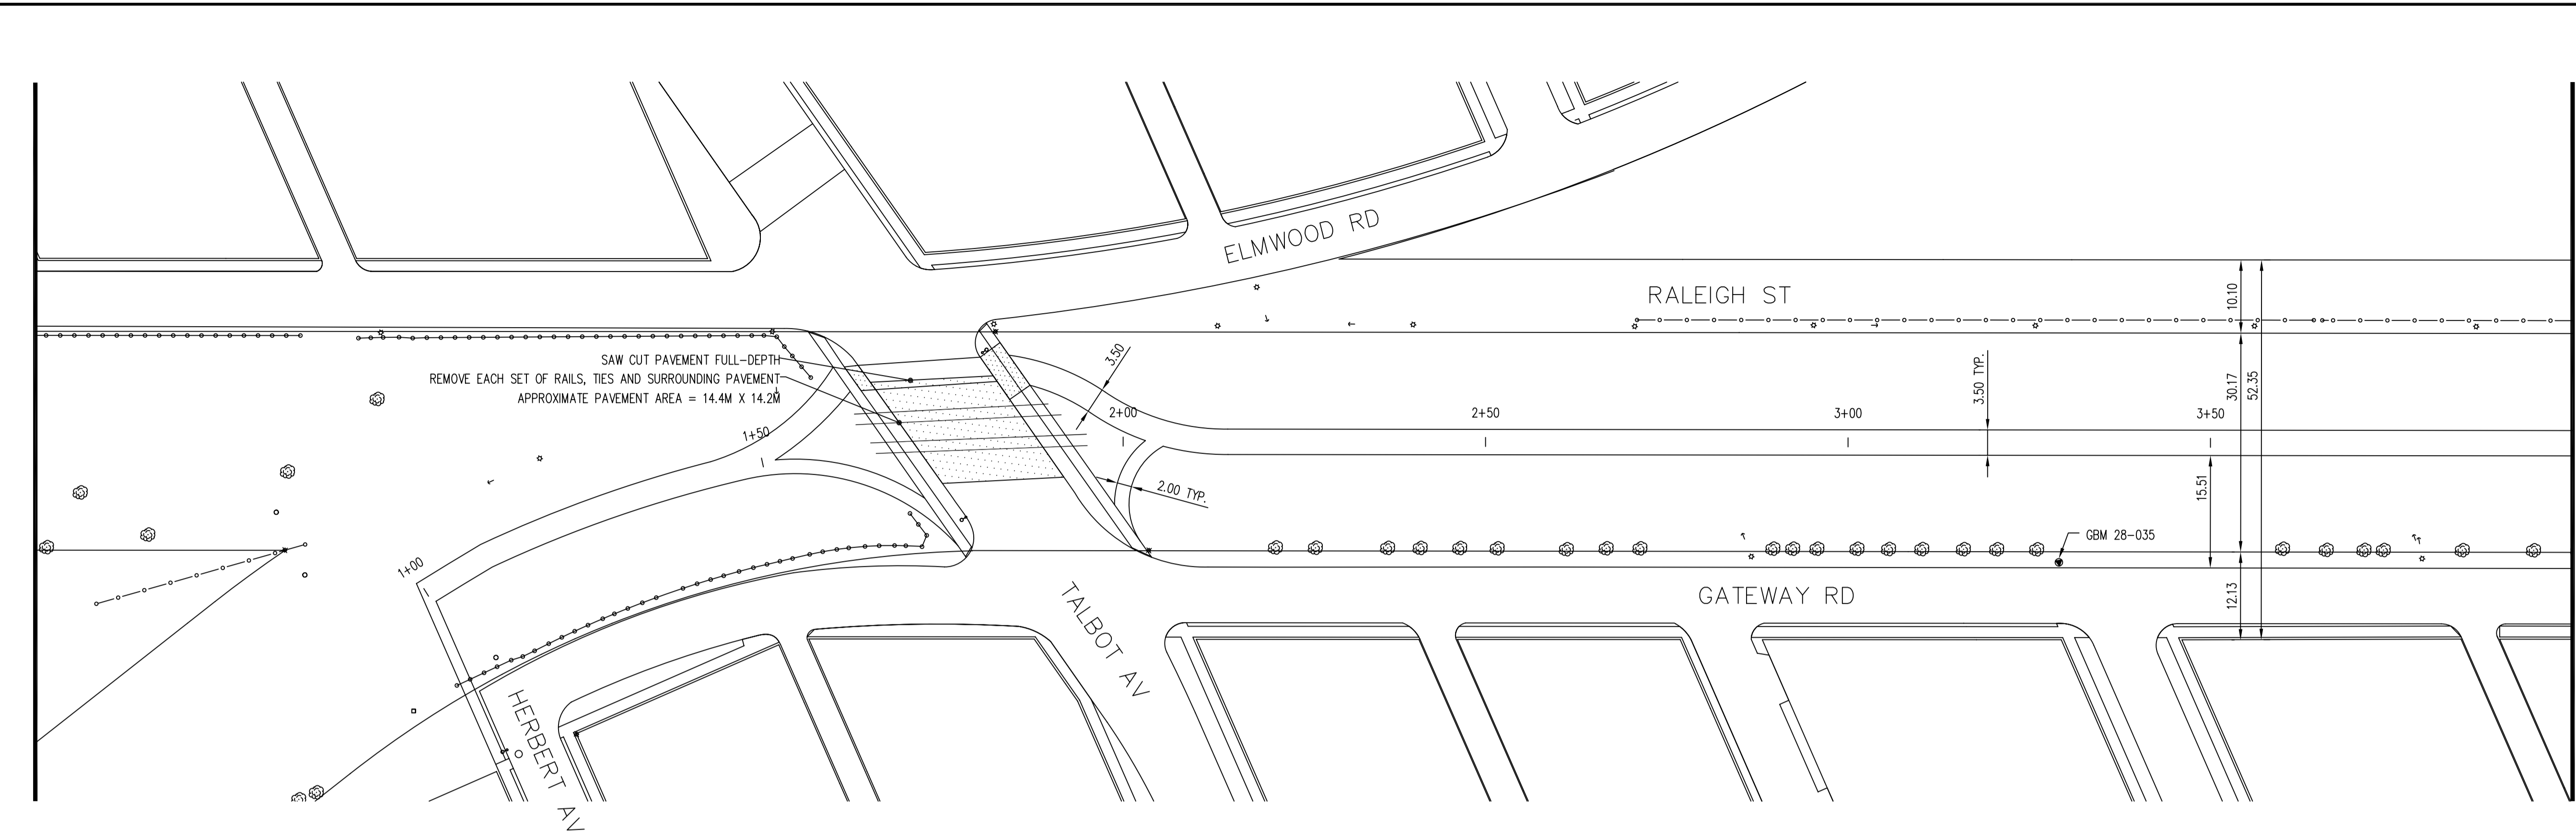 ELMWOOD RD
RALEIGH ST
10.10
SAW CUT PAVEMENT FULL-DEPTH
REMOVE EACH SET OF RAILS, TIES AND SURROUNDING PAVEMENT
APPROXIMATE PAVEMENT AREA = 14.4M X 14.2M
3.50
3.50 TYP.
30.17
52.35
1+00
1+50
2+00
2+50
3+00
3+50
2.00 TYP.
15.51
GBM 28-035
12.13
GATEWAY RD
TALBOT AV
HERBERT AV